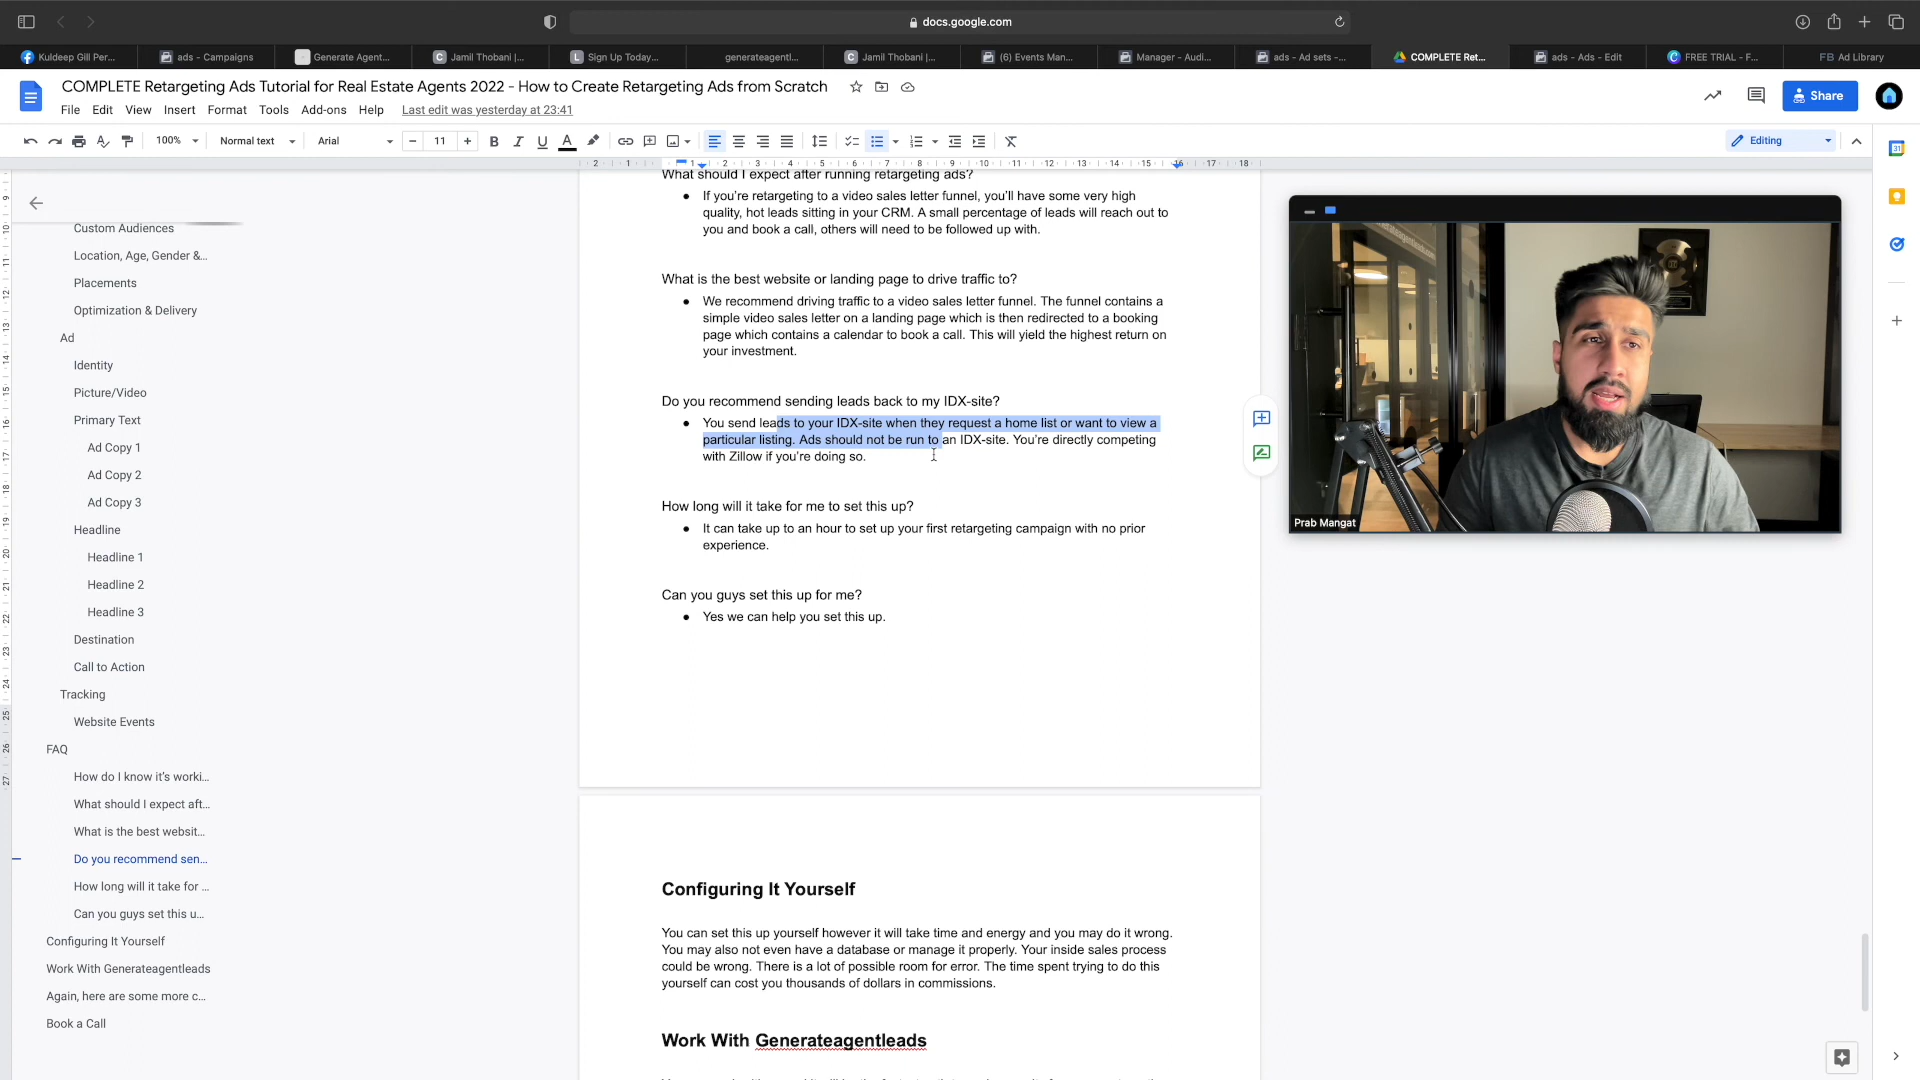 docs.google.com
Kuldeep Gill Per...
ads - Campaigns
Generate Agent...
Jamil Thobani |...
Sign Up Today...
generateagentl...
Jamil Thobani |...
(6) Events Man...
Manager - Audi...
ads - Ad sets -...
COMPLETE Ret...
ads - Ads - Edit
FREE TRIAL - F...
FB Ad Library
COMPLETE Retargeting Ads Tutorial for Real Estate Agents 2022 - How to Create Retargeting Ads from Scratch
File Edit View Insert Format Tools Add-ons Help Last edit was yesterday at 23:41
Share
100% Normal text Arial 11
Editing
2 1 1 2 3 4 5 6 7 8 9 10 11 12 13 14 15 16 17 18
Custom Audiences
Location, Age, Gender &...
Placements
Optimization & Delivery
Ad
Identity
Picture/Video
Primary Text
Ad Copy 1
Ad Copy 2
Ad Copy 3
Headline
Headline 1
Headline 2
Headline 3
Destination
Call to Action
Tracking
Website Events
FAQ
How do I know it's worki...
What should I expect aft...
What is the best websit...
Do you recommend sen...
How long will it take for ...
Can you guys set this u...
Configuring It Yourself
Work With Generateagentleads
Again, here are some more c...
Book a Call
What should I expect after running retargeting ads?
● If you're retargeting to a video sales letter funnel, you'll have some very high
quality, hot leads sitting in your CRM. A small percentage of leads will reach out to
you and book a call, others will need to be followed up with.
What is the best website or landing page to drive traffic to?
● We recommend driving traffic to a video sales letter funnel. The funnel contains a
simple video sales letter on a landing page which is then redirected to a booking
page which contains a calendar to book a call. This will yield the highest return on
your investment.
Do you recommend sending leads back to my IDX-site?
● You send leads to your IDX-site when they request a home list or want to view a
particular listing. Ads should not be run to an IDX-site. You're directly competing
with Zillow if you're doing so.
How long will it take for me to set this up?
● It can take up to an hour to set up your first retargeting campaign with no prior
experience.
Can you guys set this up for me?
● Yes we can help you set this up.
Configuring It Yourself
You can set this up yourself however it will take time and energy and you may do it wrong.
You may also not even have a database or manage it properly. Your inside sales process
could be wrong. There is a lot of possible room for error. The time spent trying to do this
yourself can cost you thousands of dollars in commissions.
Work With Generateagentleads
Prab Mangat